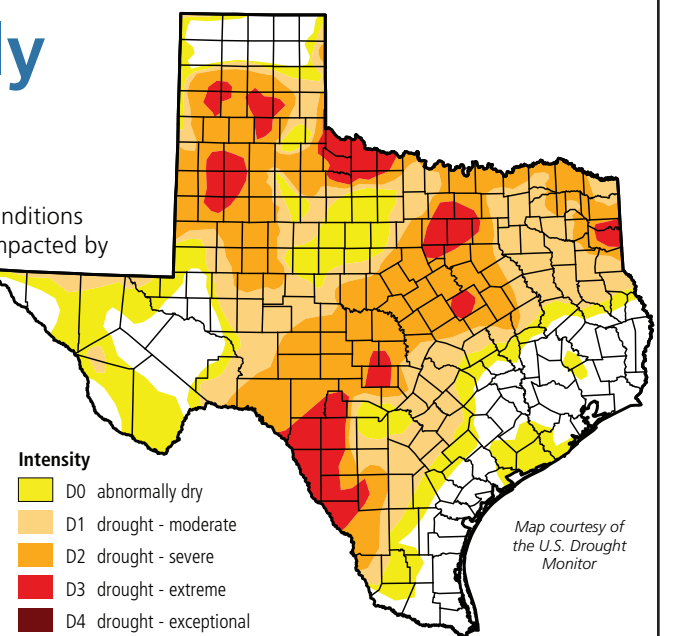 ly
nditions
mpacted by
Intensity
D0 abnormally dry
D1 drought - moderate
D2 drought - severe
D3 drought - extreme
D4 drought - exceptional
Map courtesy of
the U.S. Drought
Monitor